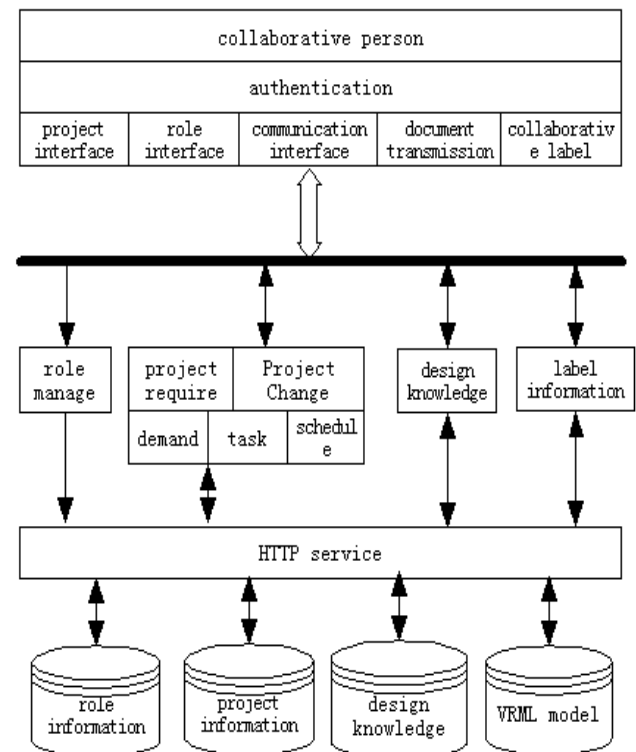 collaborative person
authentication
project
interface
role
interface
communication
interface
document
transmission
collaborativ
e label
role
manage
project
require
Project
Change
demand
task
schedul
e
design
knowledge
label
information
HTTP service
role
information
project
information
design
knowledge
VRML model